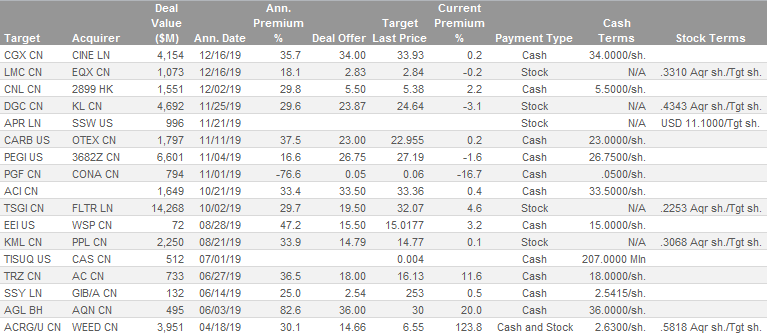 Deal Ann. Target Current
Value Premium Last Price Premium Cash
Target Acquirer ($M) Ann. Date % Deal Offer Last Price % Payment Type Terms Stock Terms
CGX CN CINE LN 4,154 12/16/19 35.7 34.00 33.93 0.2 Cash 34.0000/sh.
LMC CN EQX CN 1,073 12/16/19 18.1 2.83 2.84 -0.2 Stock N/A .3310 Aqr sh./Tgt sh.
CNL CN 2899 HK 1,551 12/02/19 29.8 5.50 5.38 2.2 Cash 5.5000/sh.
DGC CN KL CN 4,692 11/25/19 29.6 23.87 24.64 -3.1 Stock N/A .4343 Aqr sh./Tgt sh.
APR LN SSW US 996 11/21/19 Stock N/A USD 11.1000/Tgt sh.
CARB US OTEX CN 1,797 11/11/19 37.5 23.00 22.955 0.2 Cash 23.0000/sh.
PEGI US 3682Z CN 6,601 11/04/19 16.6 26.75 27.19 -1.6 Cash 26.7500/sh.
PGF CN CONA CN 794 11/01/19 -76.6 0.05 0.06 -16.7 Cash .0500/sh.
ACI CN 1,649 10/21/19 33.4 33.50 33.36 0.4 Cash 33.5000/sh.
TSGI CN FLTR LN 14,268 10/02/19 29.7 19.50 32.07 4.6 Stock N/A .2253 Aqr sh./Tgt sh.
EEI US WSP CN 72 08/28/19 47.2 15.50 15.0177 3.2 Cash 15.0000/sh.
KML CN PPL CN 2,250 08/21/19 33.9 14.79 14.77 0.1 Stock N/A .3068 Aqr sh./Tgt sh.
TISUQ US CAS CN 512 07/01/19 0.004 Cash 207.0000 Mln
TRZ CN AC CN 733 06/27/19 36.5 18.00 16.13 11.6 Cash 18.0000/sh.
SSY LN GIB/A CN 132 06/14/19 25.0 2.54 253 0.5 Cash 2.5415/sh.
AGL BH AQN CN 495 06/03/19 82.6 36.00 30 20.0 Cash 36.0000/sh.
ACRG/U CN WEED CN 3,951 04/18/19 30.1 14.66 6.55 123.8 Cash and Stock 2.6300/sh. .5818 Aqr sh./Tgt sh.